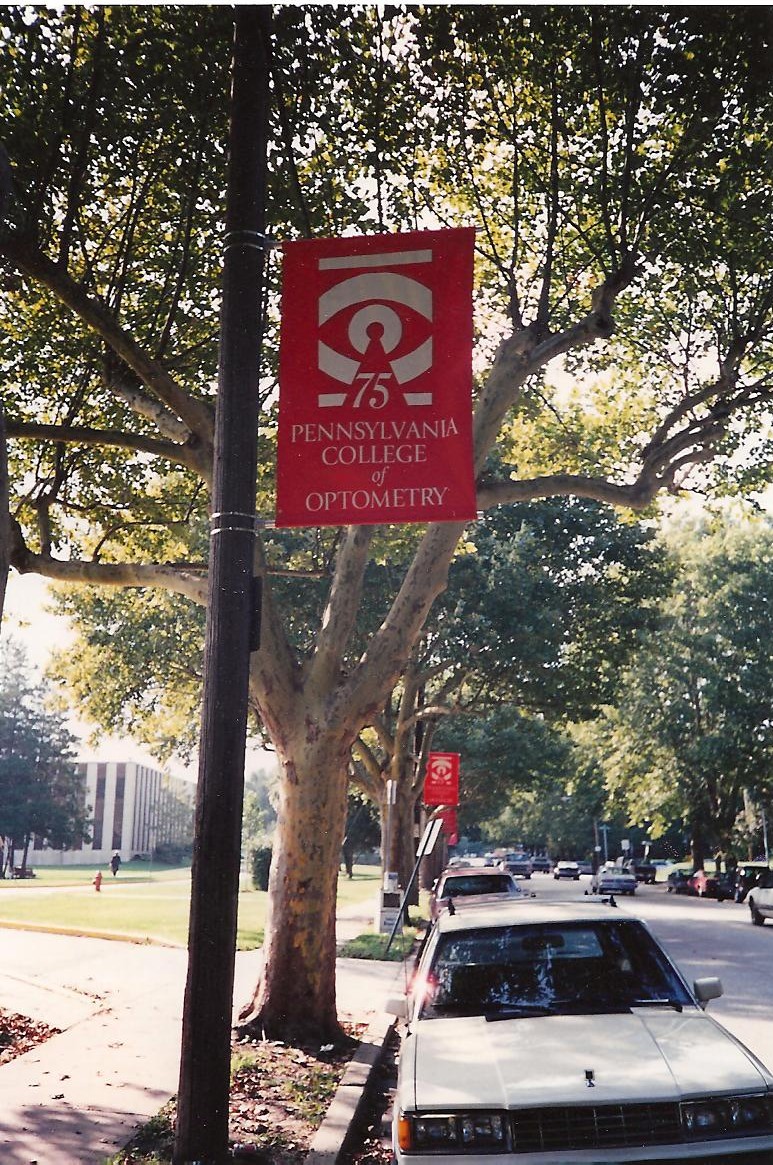 75
PENNSYLVANIA
COLLEGE
of
OPTOMETRY